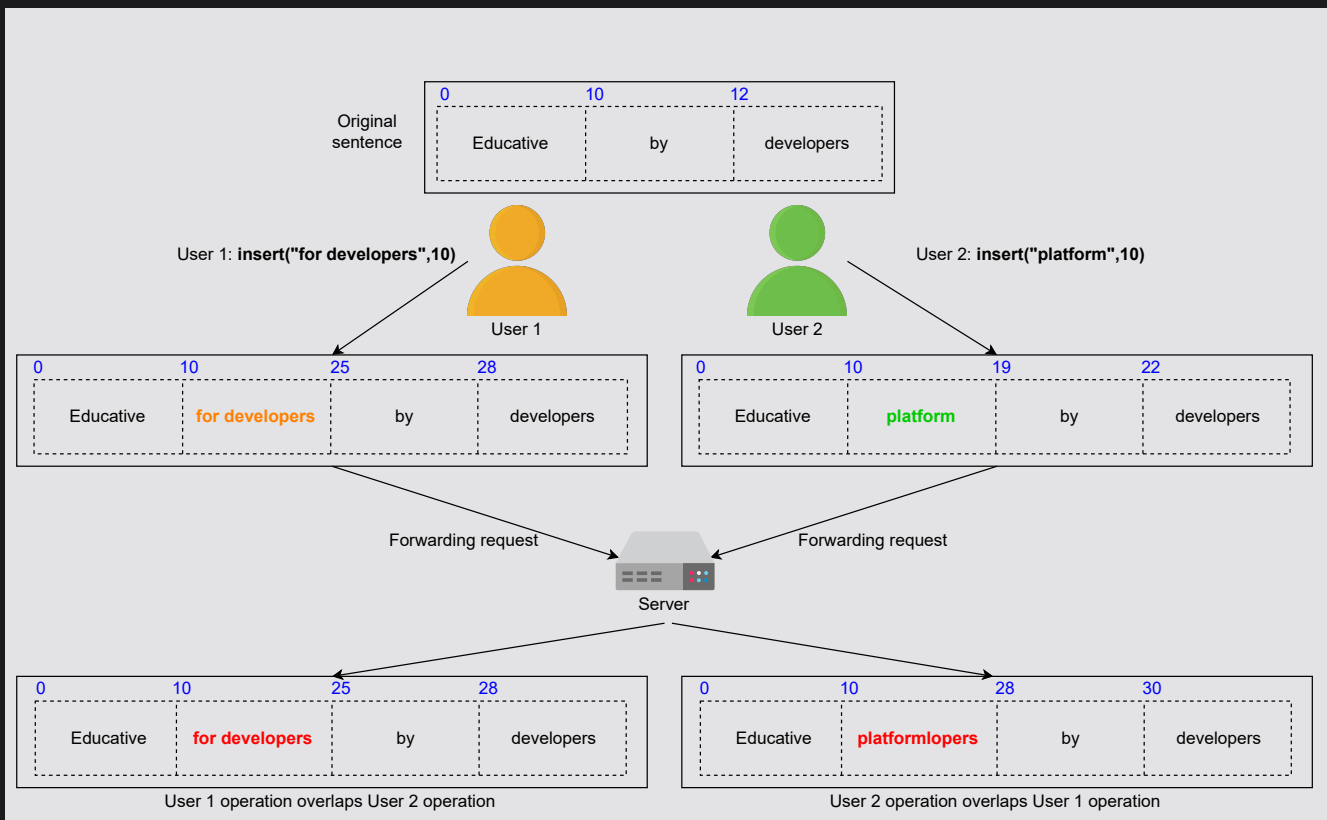 0 10 12
Original
sentence
Educative by developers
User 1: insert("for developers",10)
User 2: insert("platform",10)
User 1
User 2
0 10 25 28
Educative for developers by developers
0 10 19 22
Educative platform by developers
Forwarding request
Forwarding request
Server
0 10 25 28
Educative for developers by developers
User 1 operation overlaps User 2 operation
0 10 28 30
Educative platformlopers by developers
User 2 operation overlaps User 1 operation